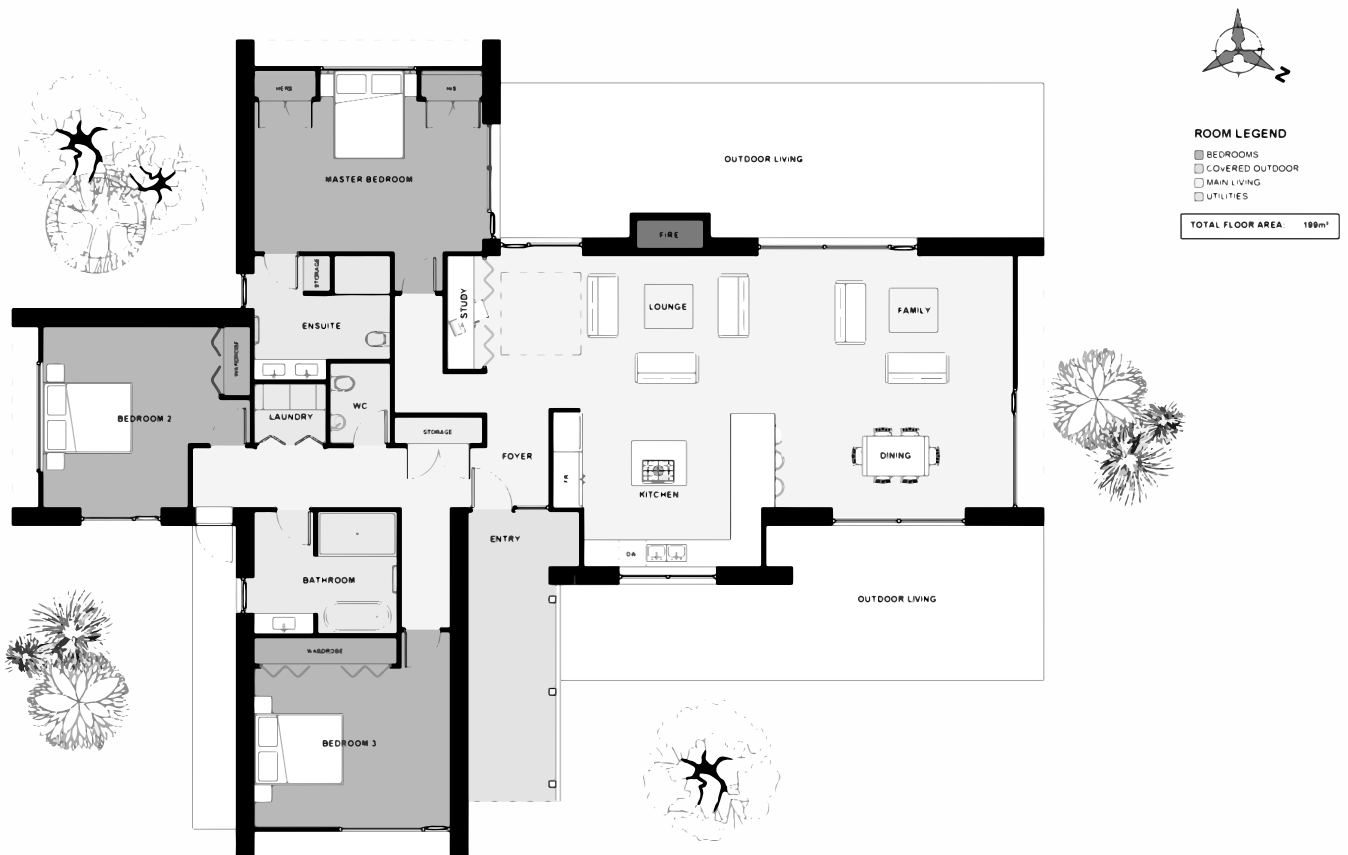 N
ROOM LEGEND
BEDROOMS
COVERED OUTDOOR
MAIN LIVING
UTILITIES
TOTAL FLOOR AREA: 199m²
HERS
HIS
MASTER BEDROOM
OUTDOOR LIVING
FIRE
STORAGE
STUDY
LOUNGE
FAMILY
ENSUITE
WARDROBE
BEDROOM 2
LAUNDRY
WC
STORAGE
FOYER
DINING
KITCHEN
ENTRY
BATHROOM
OUTDOOR LIVING
WARDROBE
BEDROOM 3